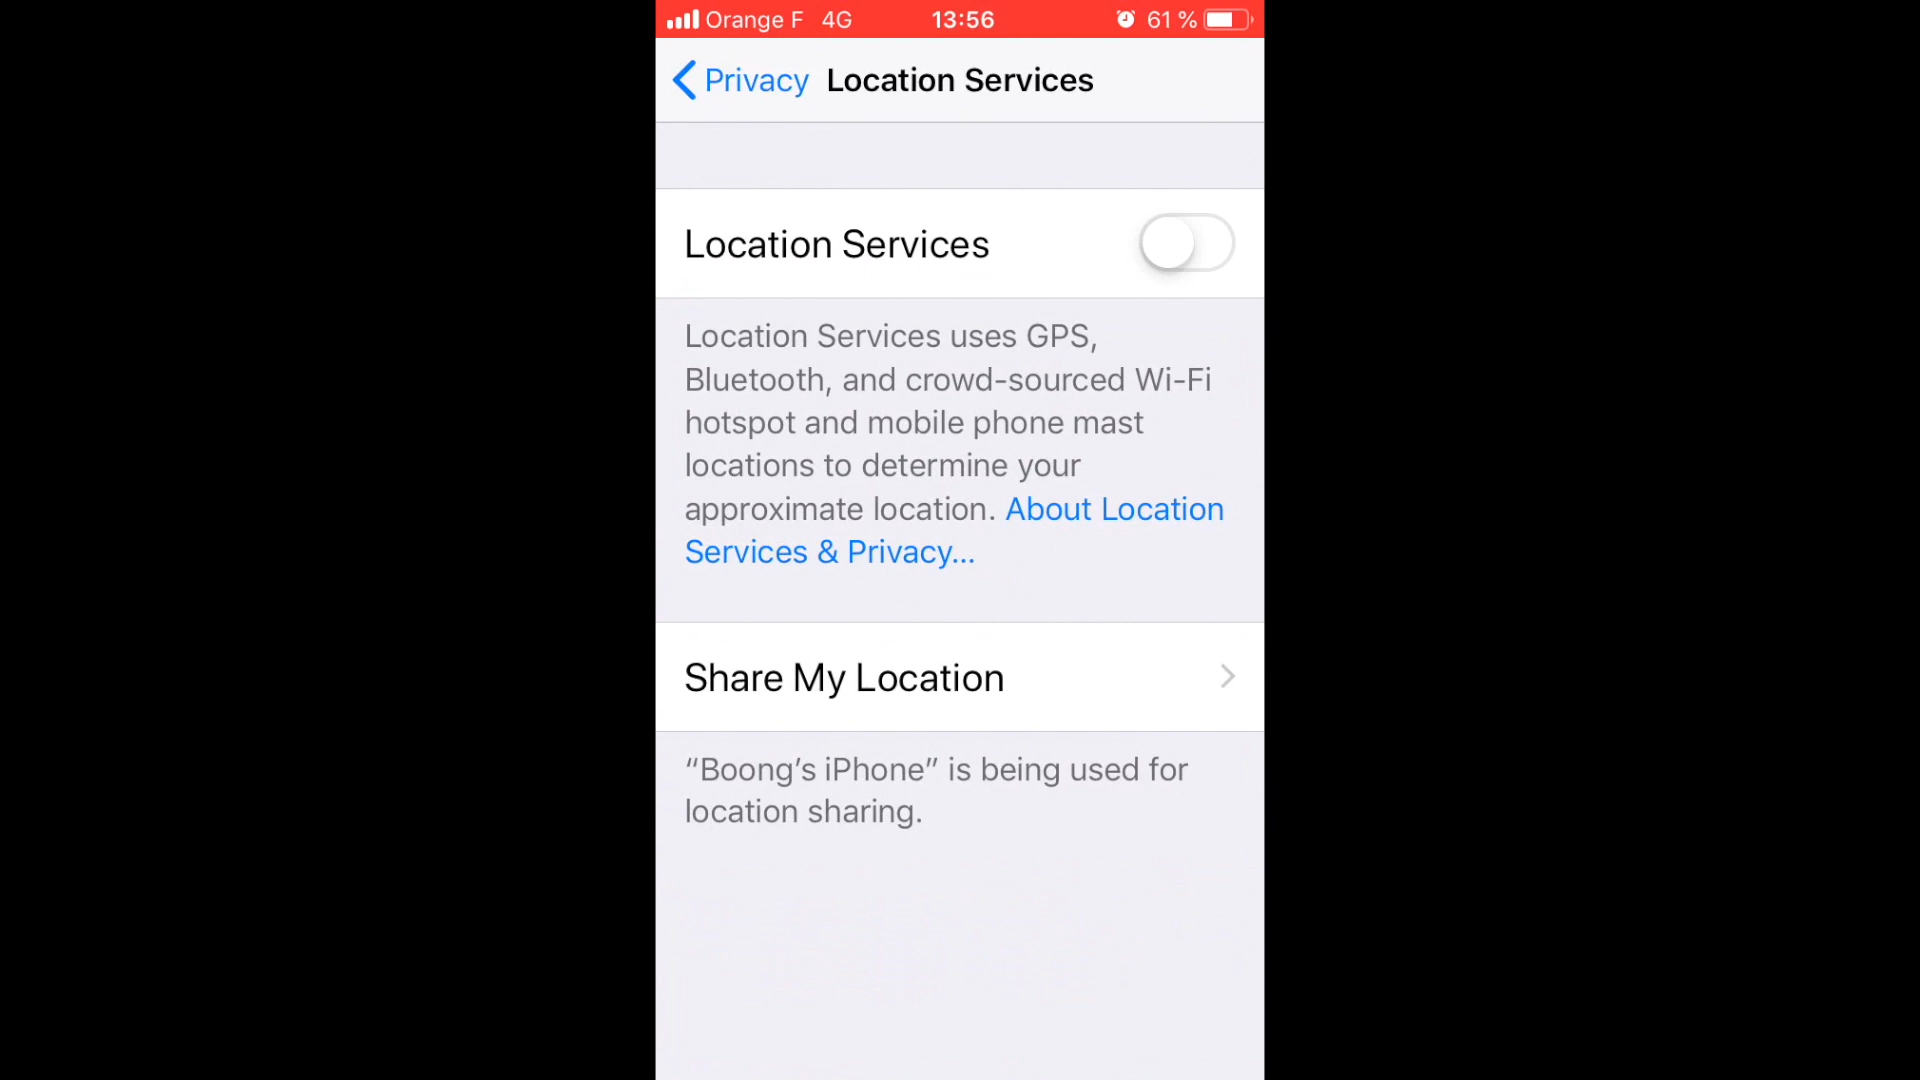 Orange F 4G 13:56 61 %
Privacy Location Services
Location Services
Location Services uses GPS,
Bluetooth, and crowd-sourced Wi-Fi
hotspot and mobile phone mast
locations to determine your
approximate location. About Location
Services & Privacy...
Share My Location
“Boong’s iPhone” is being used for
location sharing.